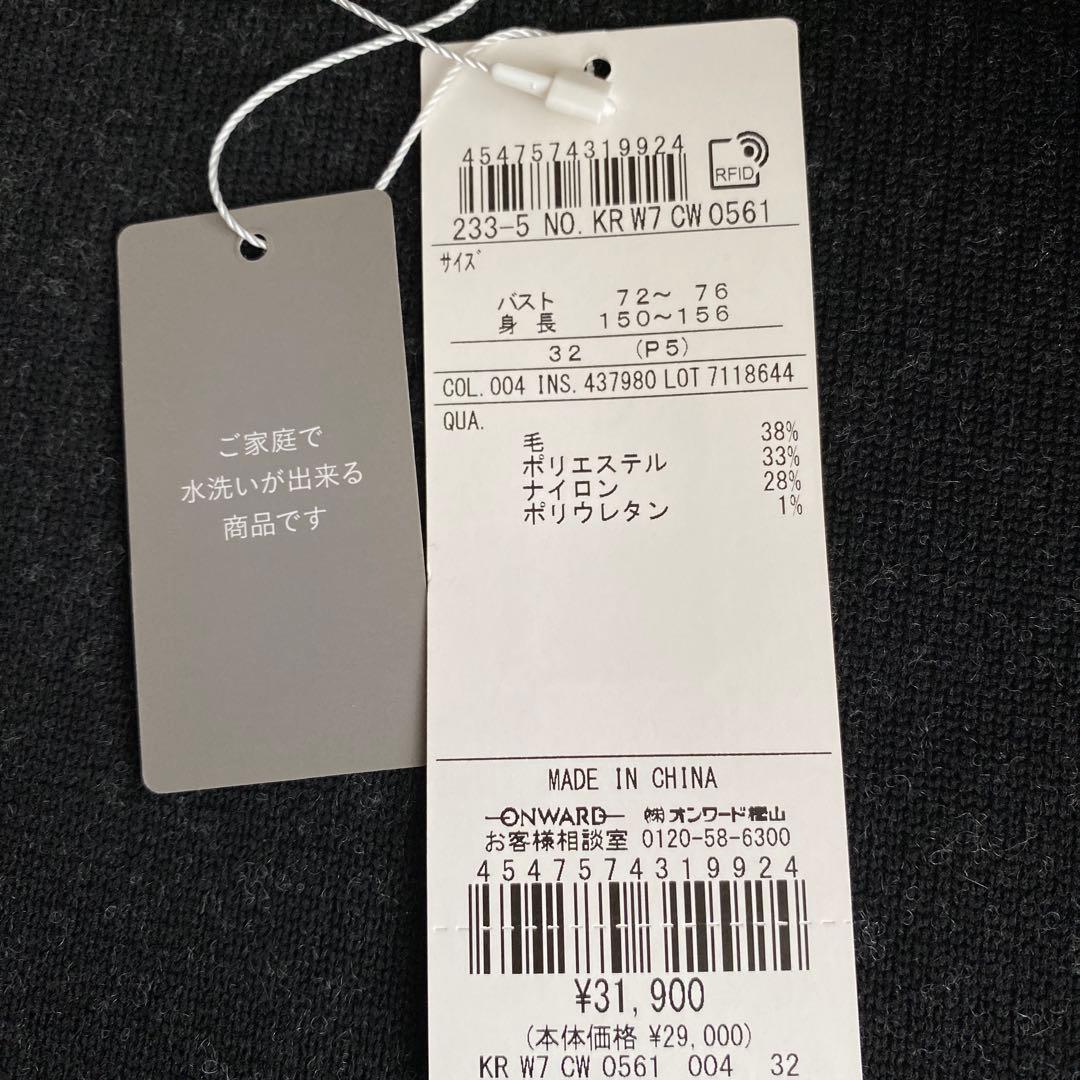 ご家庭で
水洗いが出来る
商品です
4547574319924
RFID
233-5 NO. KR W7 CW 0561
サイズ
バスト 72～ 76
身長 150～156
32 (P5)
COL. 004 INS. 437980 LOT 7118644
QUA.
毛 38%
ポリエステル 33%
ナイロン 28%
ポリウレタン 1%
MADE IN CHINA
ONWARD ㈱オンワード樫山
お客様相談室 0120-58-6300
4547574319924
¥31,900
(本体価格 ¥29,000)
KR W7 CW 0561 004 32